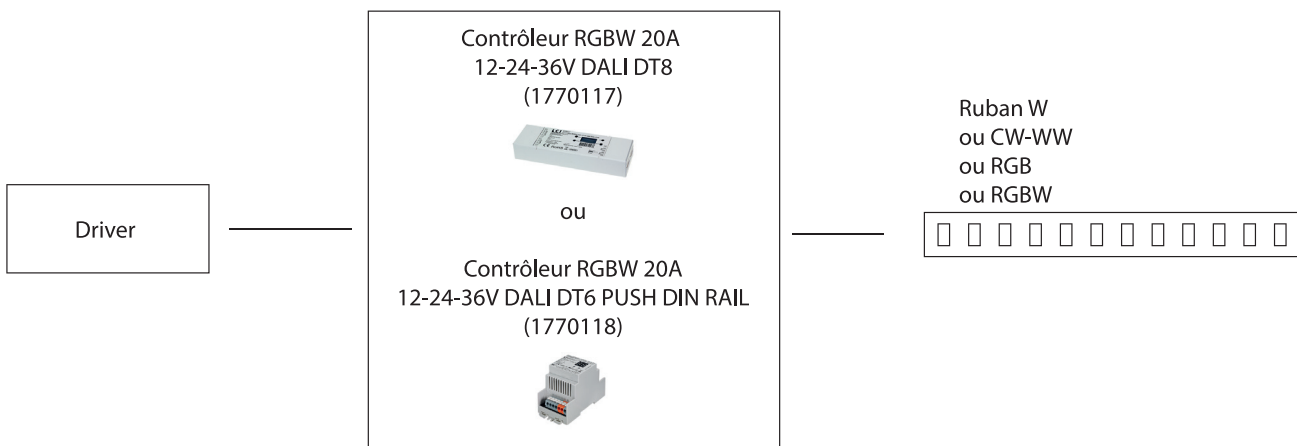 Contrôleur RGBW 20A
12-24-36V DALI DT8
(1770117)
Ruban W
ou CW-WW
ou RGB
ou RGBW
Driver
ou
Contrôleur RGBW 20A
12-24-36V DALI DT6 PUSH DIN RAIL
(1770118)